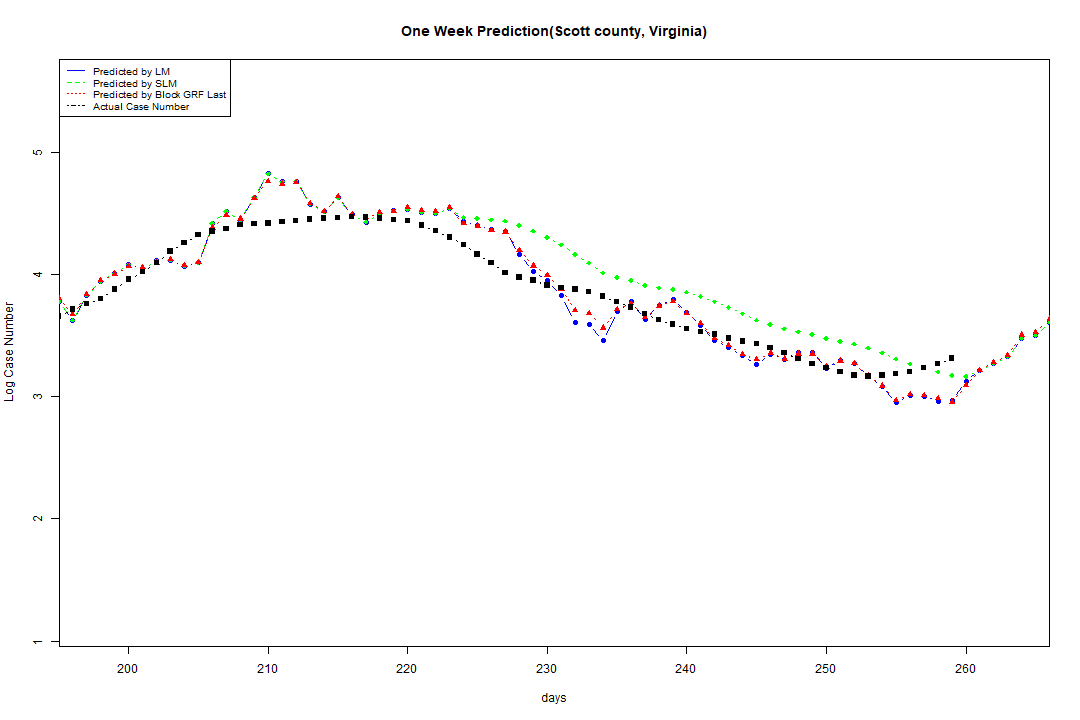 One Week Prediction(Scott county, Virginia)
Predicted by LM
Predicted by SLM
Predicted by Block GRF Last
Actual Case Number
Log Case Number
5
4
3
2
1
200 210 220 230 240 250 260
days